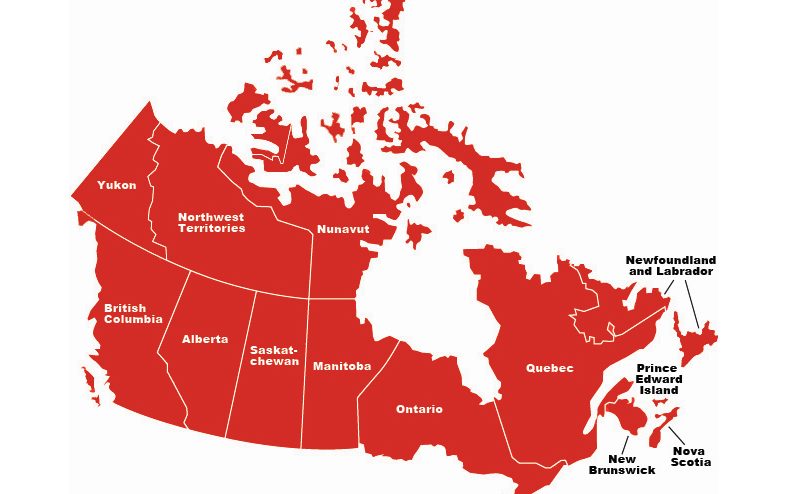 Yukon
Northwest
Territories
Nunavut
British
Columbia
Alberta
Saskat-
chewan
Manitoba
Ontario
Quebec
Newfoundland
and Labrador
Prince
Edward
Island
New
Brunswick
Nova
Scotia